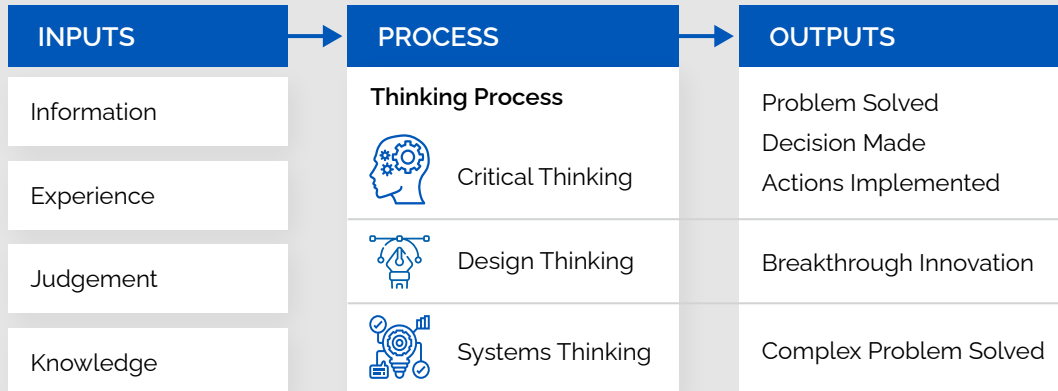 INPUTS
Information
Experience
Judgement
Knowledge
PROCESS
Thinking Process
Critical Thinking
Design Thinking
Systems Thinking
OUTPUTS
Problem Solved
Decision Made
Actions Implemented
Breakthrough Innovation
Complex Problem Solved